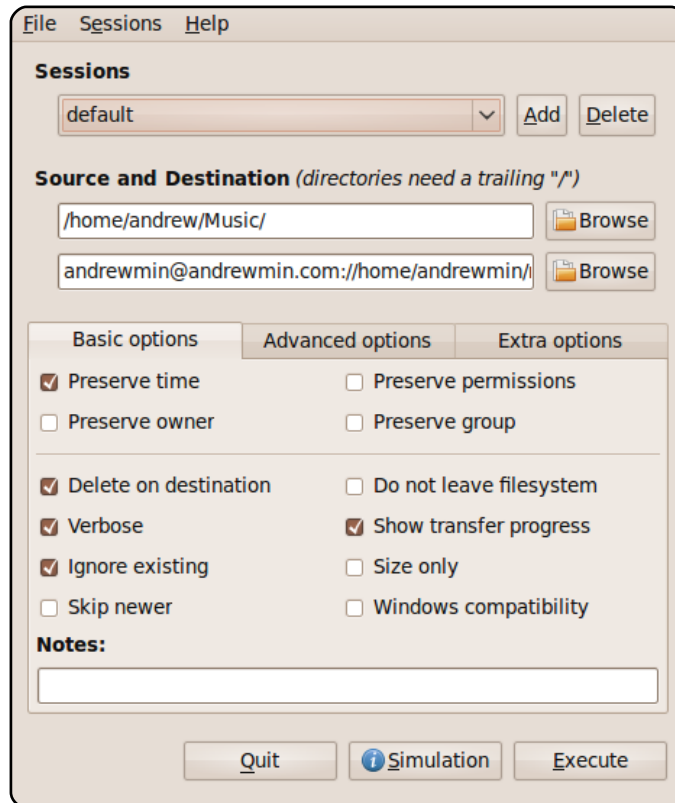 File Sessions Help
Sessions
default Add Delete
Source and Destination (directories need a trailing "/")
/home/andrew/Music/ Browse
andrewmin@andrewmin.com://home/andrewmin/ Browse
Basic options Advanced options Extra options
Preserve time Preserve permissions
Preserve owner Preserve group
Delete on destination Do not leave filesystem
Verbose Show transfer progress
Ignore existing Size only
Skip newer Windows compatibility
Notes:
Quit Simulation Execute